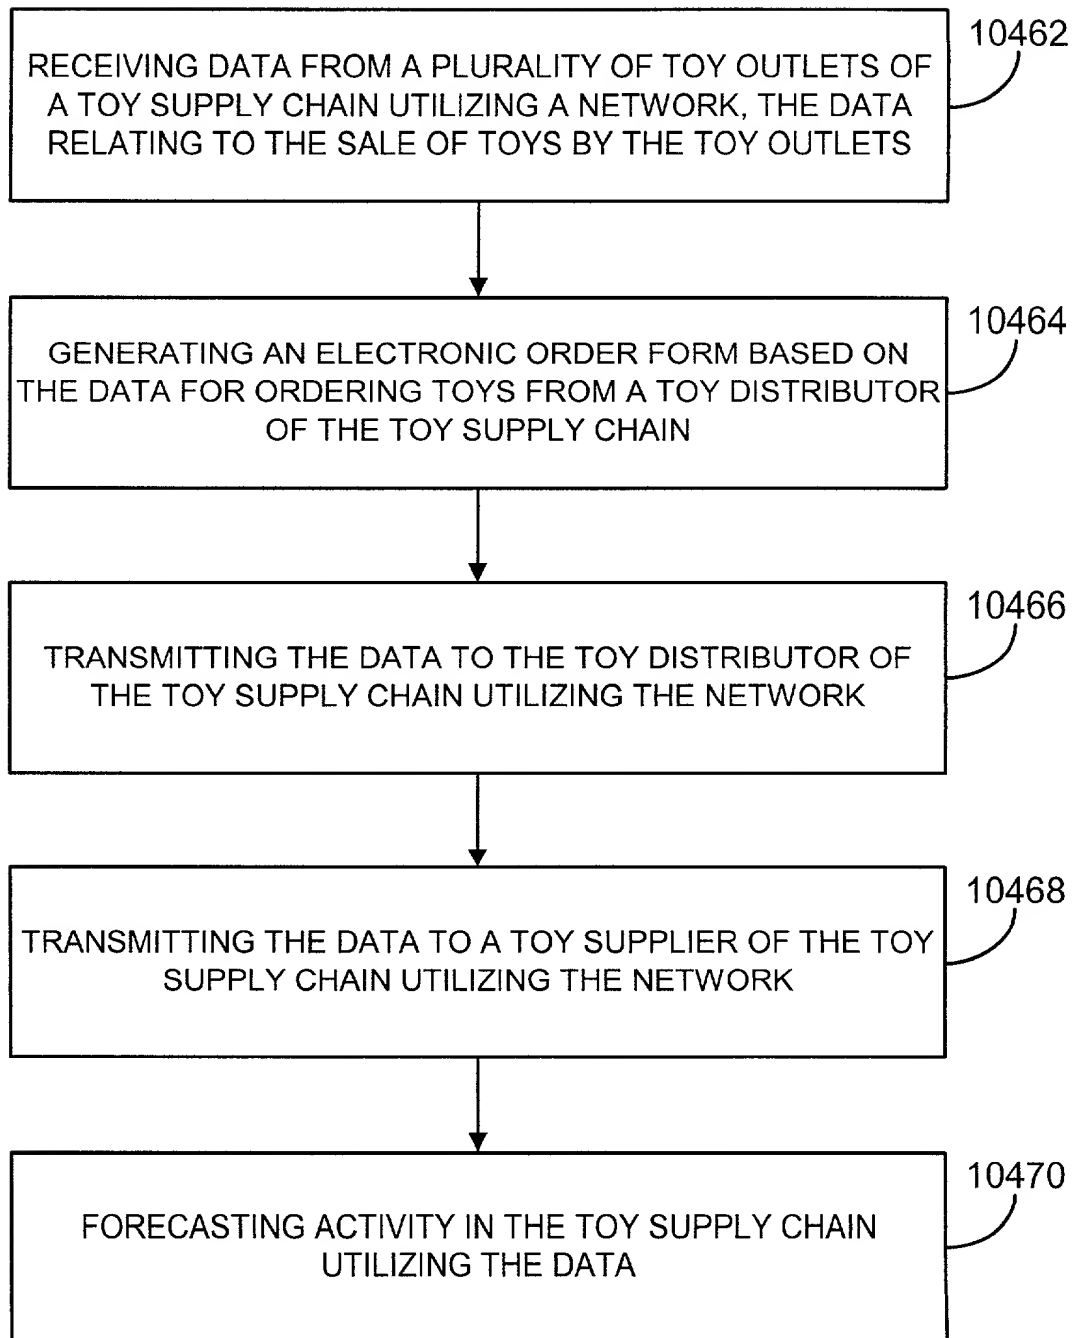 10462
RECEIVING DATA FROM A PLURALITY OF TOY OUTLETS OF
A TOY SUPPLY CHAIN UTILIZING A NETWORK, THE DATA
RELATING TO THE SALE OF TOYS BY THE TOY OUTLETS
10464
GENERATING AN ELECTRONIC ORDER FORM BASED ON
THE DATA FOR ORDERING TOYS FROM A TOY DISTRIBUTOR
OF THE TOY SUPPLY CHAIN
10466
TRANSMITTING THE DATA TO THE TOY DISTRIBUTOR OF
THE TOY SUPPLY CHAIN UTILIZING THE NETWORK
10468
TRANSMITTING THE DATA TO A TOY SUPPLIER OF THE TOY
SUPPLY CHAIN UTILIZING THE NETWORK
10470
FORECASTING ACTIVITY IN THE TOY SUPPLY CHAIN
UTILIZING THE DATA